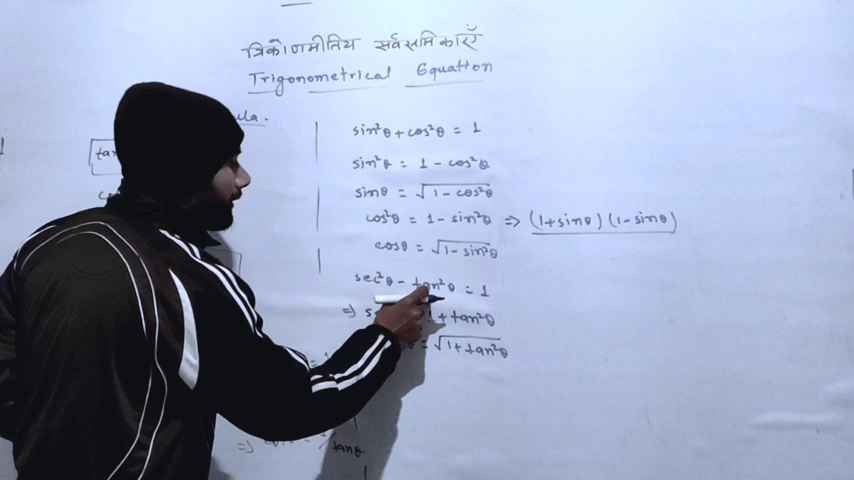 त्रिकोणमीतिय सर्वसमिकाएँ
Trigonometrical Equation
sin²θ + cos²θ = 1
sin²θ = 1 - cos²θ
sinθ = √1 - cos²θ
cos²θ = 1 - sin²θ => (1+sinθ) (1-sinθ)
cosθ = √1 - sin²θ
sec²θ - tan²θ = 1
=> 1 + tan²θ
= √1 + tan²θ
=> tanθ